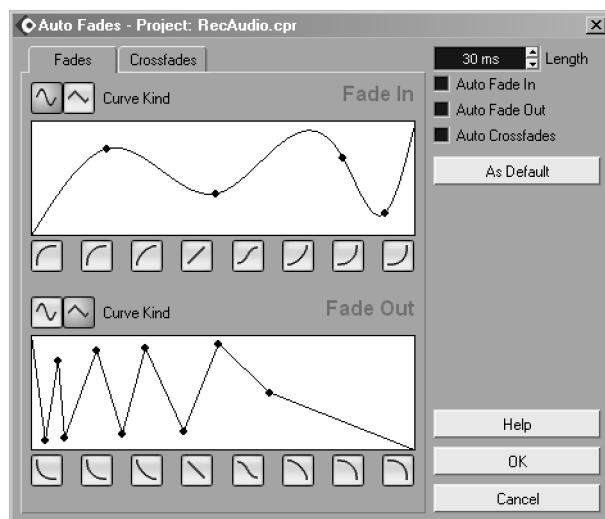 Auto Fades - Project: RecAudio.cpr
Fades
Crossfades
Curve Kind
Fade In
Curve Kind
Fade Out
30 ms
Length
Auto Fade In
Auto Fade Out
Auto Crossfades
As Default
Help
OK
Cancel